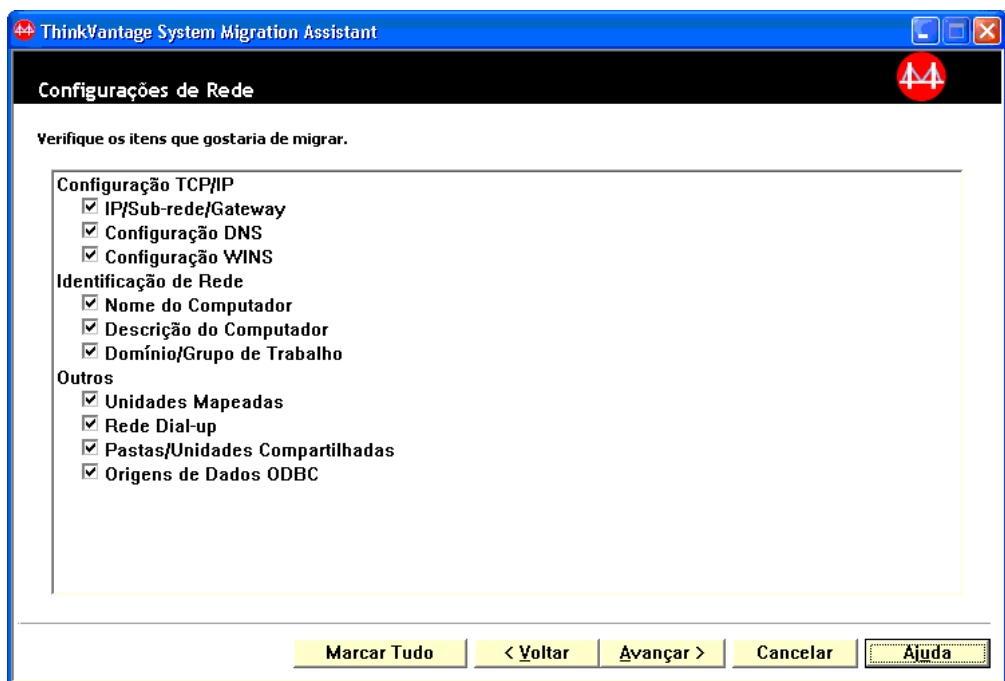 ThinkVantage System Migration Assistant
Configurações de Rede
Verifique os itens que gostaria de migrar.
Configuração TCP/IP
IP/Sub-rede/Gateway
Configuração DNS
Configuração WINS
Identificação de Rede
Nome do Computador
Descrição do Computador
Domínio/Grupo de Trabalho
Outros
Unidades Mapeadas
Rede Dial-up
Pastas/Unidades Compartilhadas
Origens de Dados ODBC
Marcar Tudo < Voltar Avançar > Cancelar Ajuda